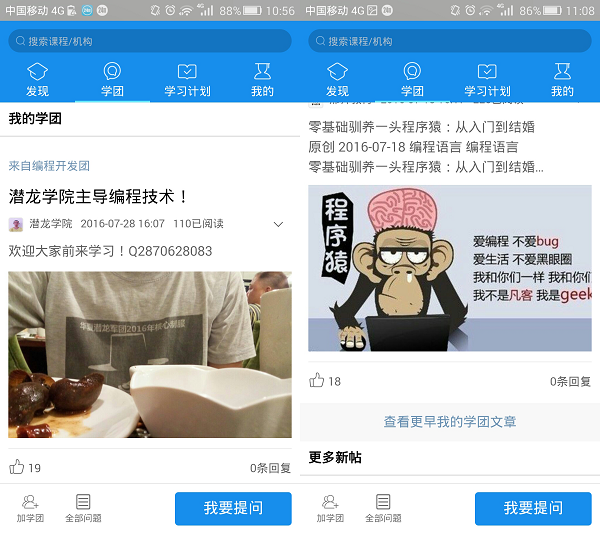 中国移动 4G 88% 10:56
搜索课程/机构
发现 学团 学习计划 我的
我的学团
来自编程开发团
潜龙学院主导编程技术！
潜龙学院 2016-07-28 16:07 110已阅读
欢迎大家前来学习！Q2870628083
潜龙军团2016年核心制服
19 0条回复
加学团 全部问题 我要提问
中国移动 4G 86% 11:08
搜索课程/机构
发现 学团 学习计划 我的
零基础驯养一头程序猿：从入门到结婚
原创 2016-07-18 编程语言 编程语言
零基础驯养一头程序猿：从入门到结婚...
程序猿
爱编程 不爱bug
爱生活 不爱黑眼圈
我和你们一样 我和你们
我不是凡客 我是geek
18 0条回复
查看更早我的学团文章
更多新帖
加学团 全部问题 我要提问